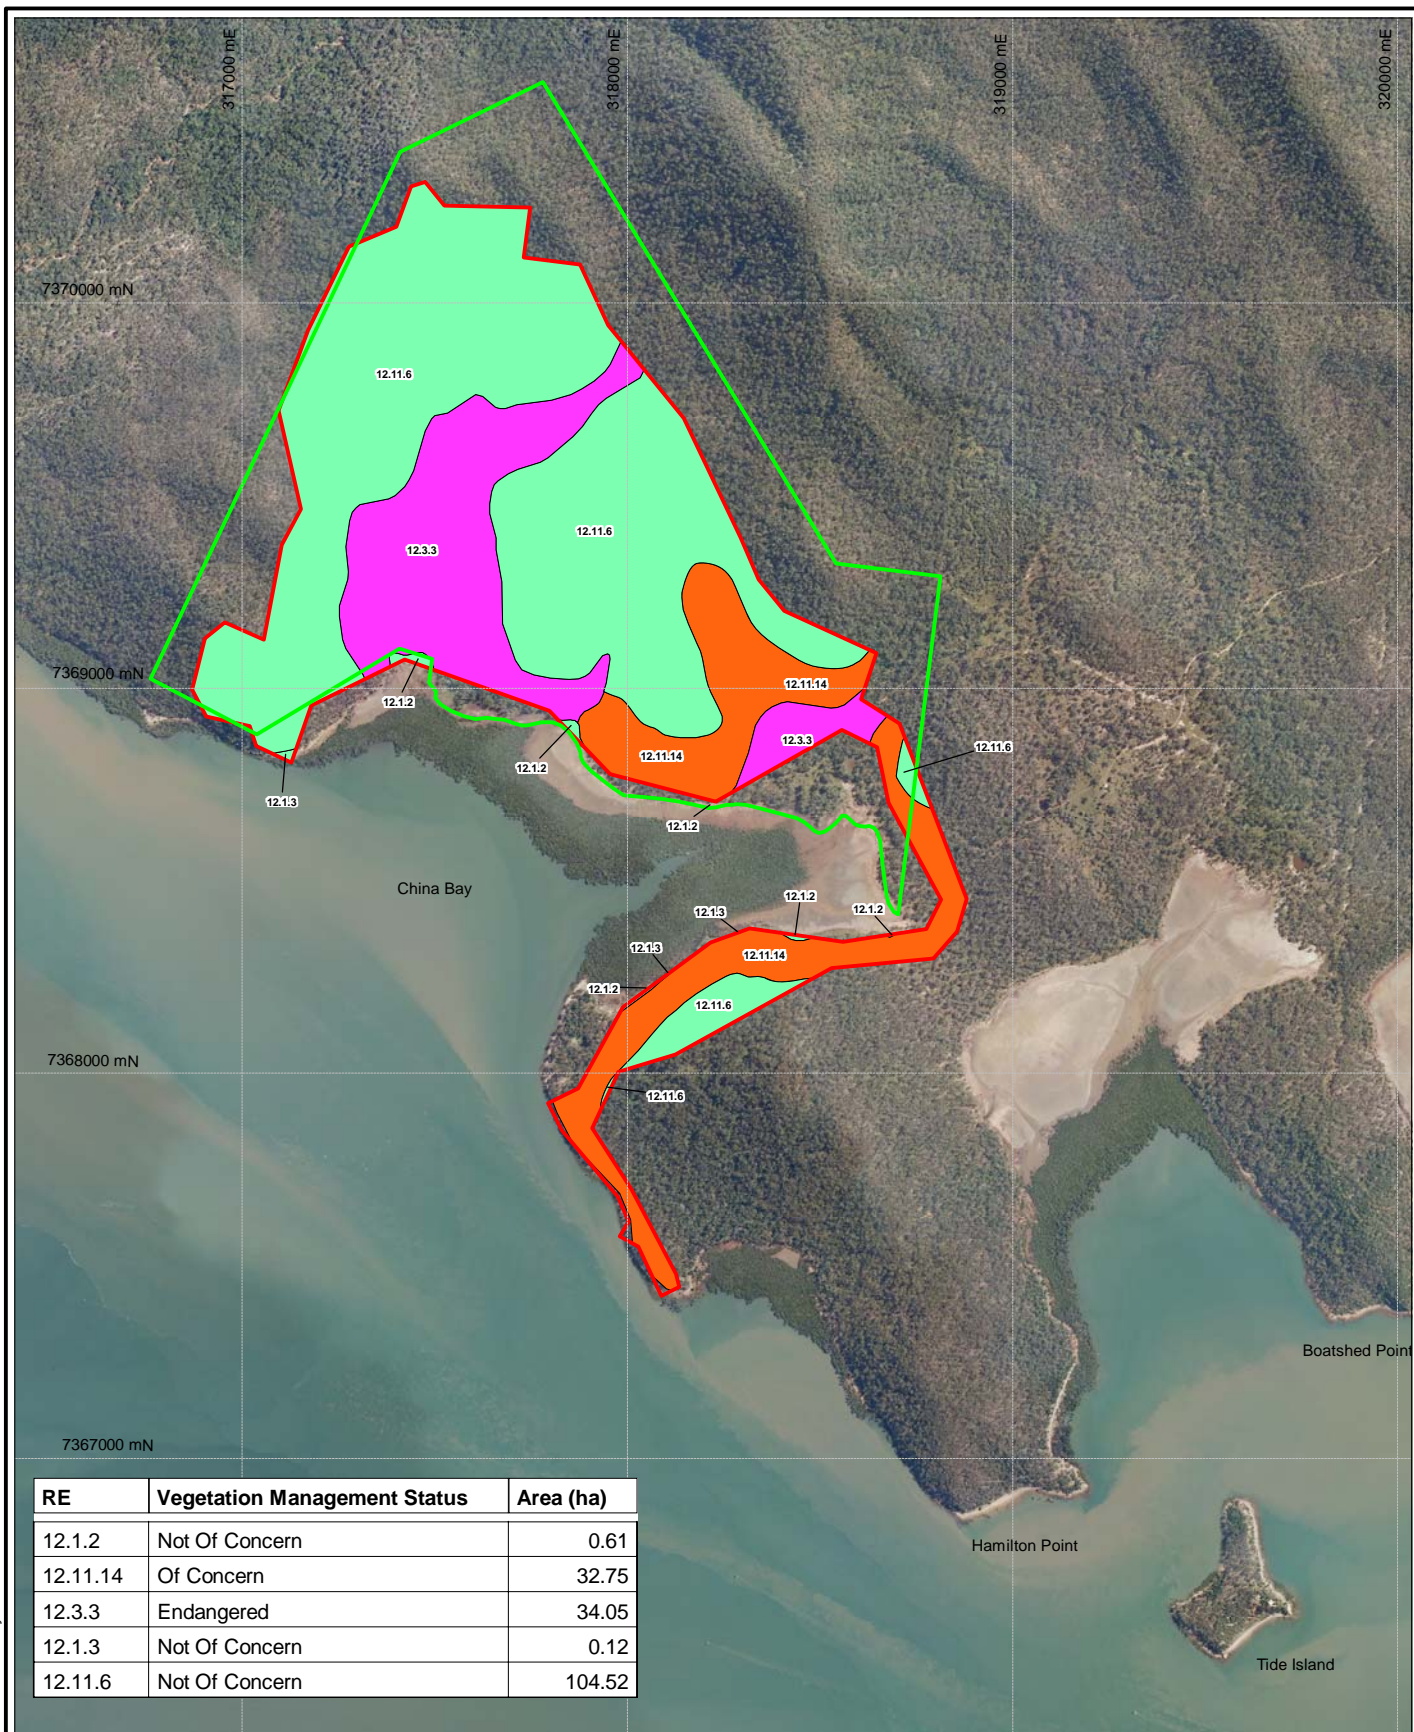 317000 mE
318000 mE
319000 mE
320000 mE
7370000 mN
12.11.6
12.11.6
12.3.3
7369000 mN
12.11.14
12.1.2
12.3.3
12.11.6
12.11.14
12.1.2
12.1.3
12.1.2
China Bay
12.1.2
12.1.2
12.1.3
12.1.3
12.11.14
12.1.2
12.11.6
7368000 mN
12.11.6
Boatshed Point
7367000 mN
RE Vegetation Management Status Area (ha)
12.1.2 Not Of Concern 0.61
12.11.14 Of Concern 32.75
12.3.3 Endangered 34.05
12.1.3 Not Of Concern 0.12
12.11.6 Not Of Concern 104.52
Hamilton Point
Tide Island